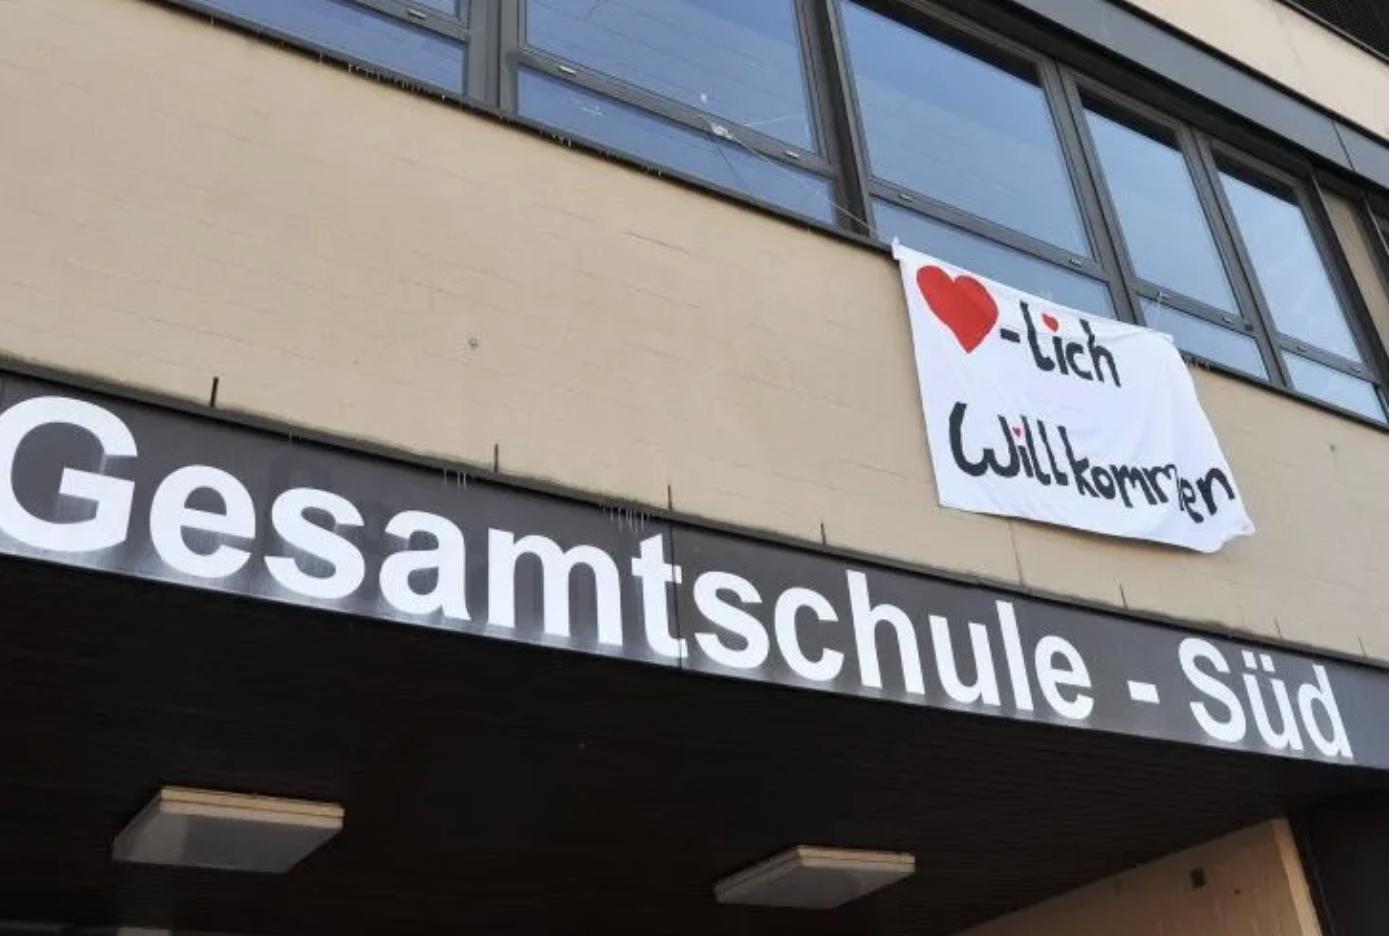 ❤-lich
Willkommen
Gesamtschule - Süd